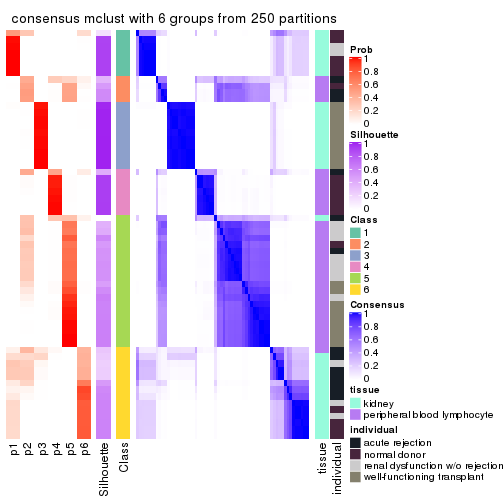 consensus mclust with 6 groups from 250 partitions
Prob
1
0.8
0.6
0.4
0.2
0
Silhouette
1
0.8
0.6
0.4
0.2
0
Class
1
2
3
4
5
6
Consensus
1
0.8
0.6
0.4
0.2
0
tissue
kidney
peripheral blood lymphocyte
individual
acute rejection
normal donor
renal dysfunction w/o rejection
well-functioning transplant
p1
p2
p3
p4
p5
p6
Silhouette
Class
tissue
individual